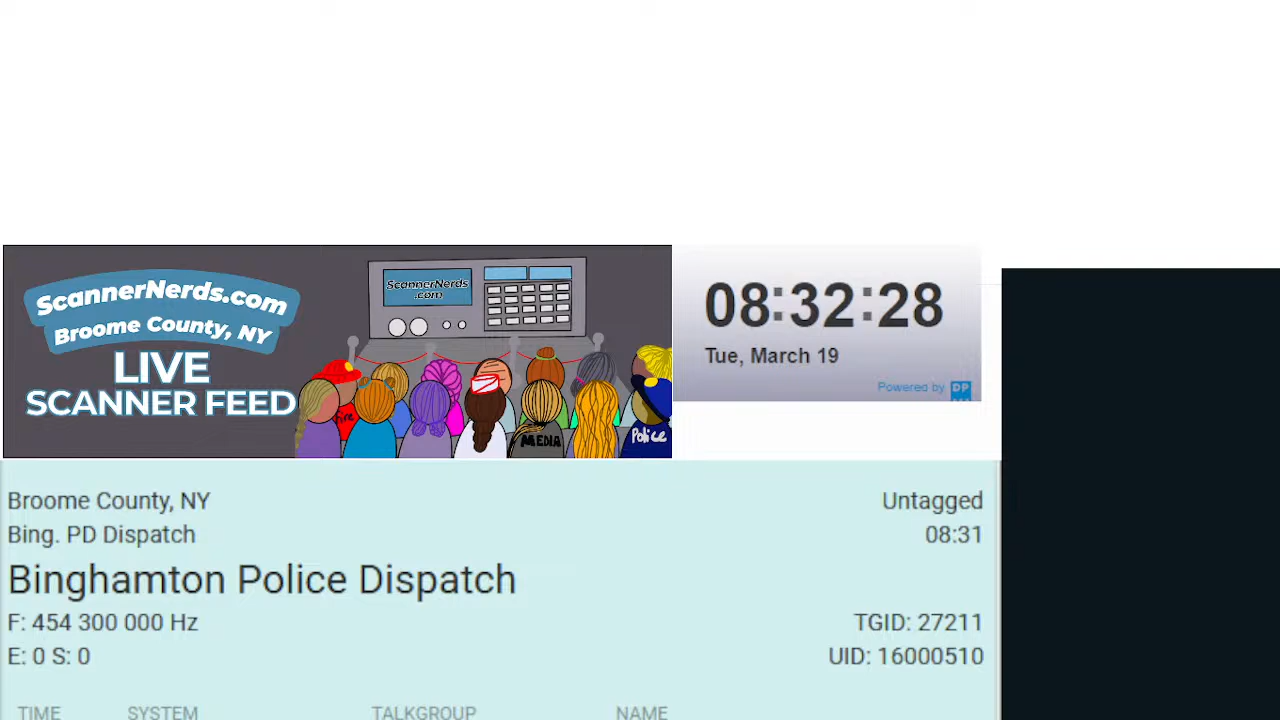 ScannerNerds.com
Broome County, NY
LIVE
SCANNER FEED
ScannerNerds
.com
Fire
MEDIA
Police
08:32:28
Tue, March 19
Powered by DP
Broome County, NY Untagged
Bing. PD Dispatch 08:31
Binghamton Police Dispatch
F: 454 300 000 Hz TGID: 27211
E: 0 S: 0 UID: 16000510
TIME SYSTEM TALKGROUP NAME